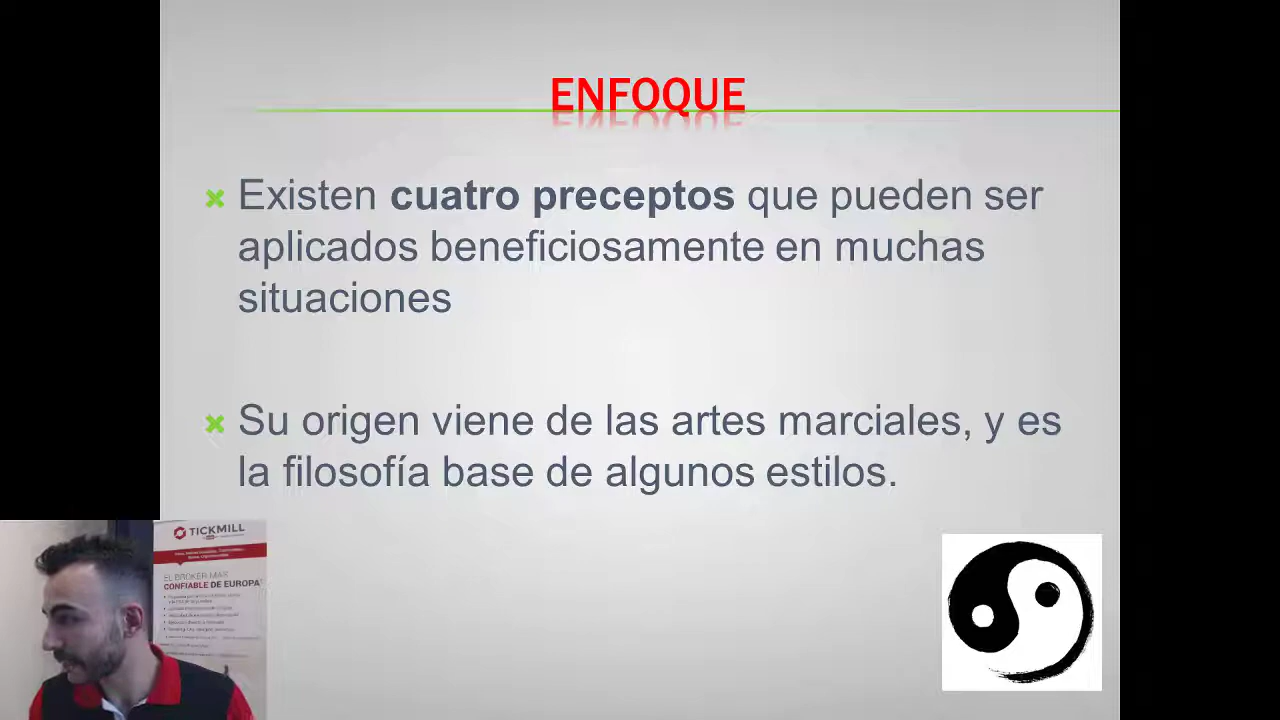 ENFOQUE
Existen cuatro preceptos que pueden ser
aplicados beneficiosamente en muchas
situaciones
Su origen viene de las artes marciales, y es
la filosofía base de algunos estilos.
TICKMILL
EL BROKER MÁS
CONFIABLE DE EUROPA